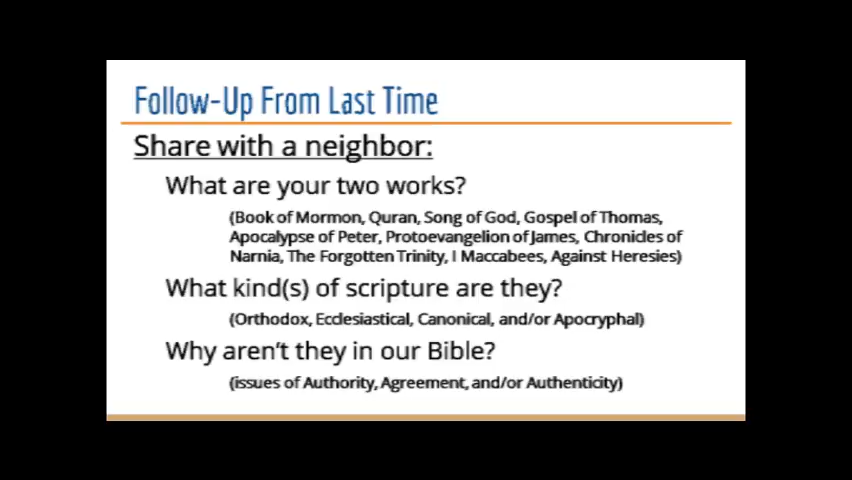 Follow-Up From Last Time
Share with a neighbor:
What are your two works?
(Book of Mormon, Quran, Song of God, Gospel of Thomas,
Apocalypse of Peter, Protoevangelion of James, Chronicles of
Narnia, The Forgotten Trinity, I Maccabees, Against Heresies)
What kind(s) of scripture are they?
(Orthodox, Ecclesiastical, Canonical, and/or Apocryphal)
Why aren't they in our Bible?
(issues of Authority, Agreement, and/or Authenticity)